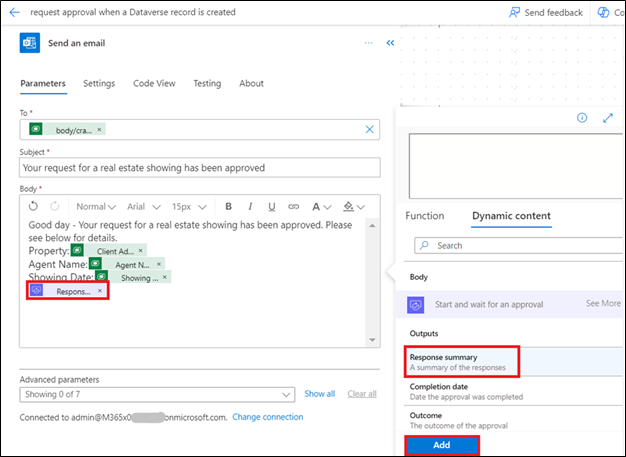 request approval when a Dataverse record is created
Send feedback
Co
Send an email
Parameters
Settings
Code View
Testing
About
To *
body/cra... ×
Subject *
Your request for a real estate showing has been approved
Body *
Normal
Arial
15px
B
I
U
A
Good day - Your request for a real estate showing has been approved. Please
see below for details.
Property: Client Ad... ×
Agent Name: Agent N... ×
Showing Date: Showing ... ×
Respons... ×
Advanced parameters
Showing 0 of 7
Show all
Clear all
Connected to admin@M365x0
onmicrosoft.com.
Change connection
Function
Dynamic content
Search
Body
Start and wait for an approval
See More
Outputs
Response summary
A summary of the responses
Completion date
Date the approval was completed
Outcome
The outcome of the approval
Add